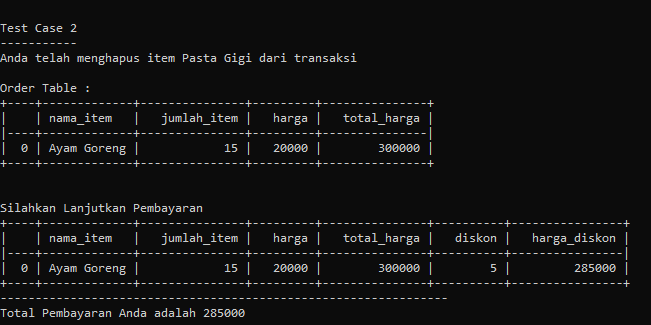 Test Case 2
-----------
Anda telah menghapus item Pasta Gigi dari transaksi
Order Table :
+----+-------------+---------------+---------+---------------+
|    | nama_item   |   jumlah_item |   harga |   total_harga |
|----+-------------+---------------+---------+---------------|
|  0 | Ayam Goreng |            15 |   20000 |        300000 |
+----+-------------+---------------+---------+---------------+
Silahkan Lanjutkan Pembayaran
+----+-------------+---------------+---------+---------------+----------+----------------+
|    | nama_item   |   jumlah_item |   harga |   total_harga |   diskon |   harga_diskon |
|----+-------------+---------------+---------+---------------+----------+----------------|
|  0 | Ayam Goreng |            15 |   20000 |        300000 |        5 |         285000 |
+----+-------------+---------------+---------+---------------+----------+----------------+
----------------------------------------------------------------
Total Pembayaran Anda adalah 285000